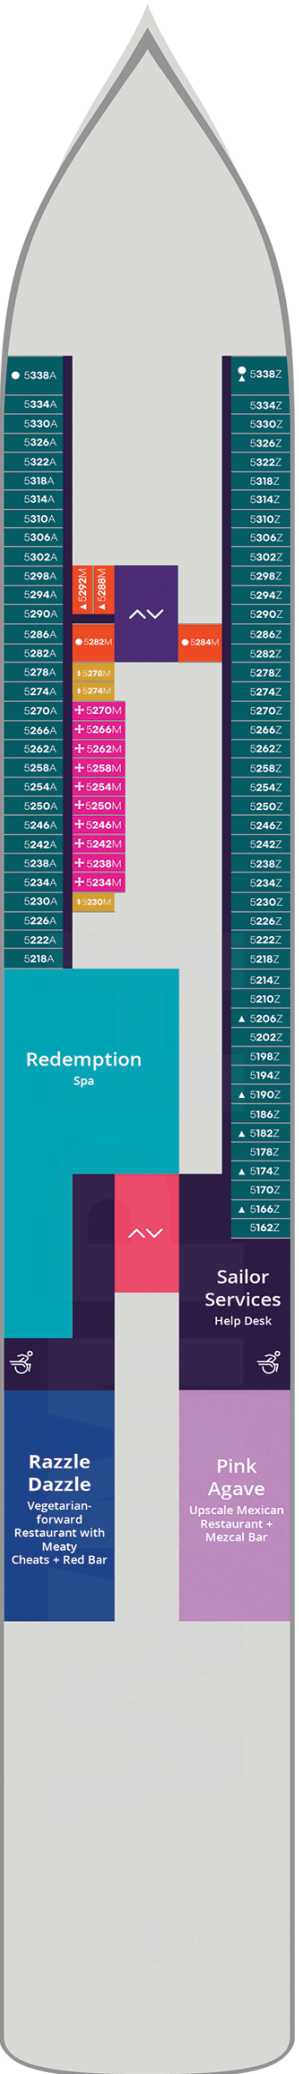 5338A
5334A
5330A
5326A
5322A
5318A
5314A
5310A
5306A
5302A
5298A
5294A
5290A
5286A
5282A
5278A
5274A
5270A
5266A
5262A
5258A
5254A
5250A
5246A
5242A
5238A
5234A
5230A
5226A
5222A
5218A
5292M
5288M
5282M
5284M
5278M
5274M
5270M
5266M
5262M
5258M
5254M
5250M
5246M
5242M
5238M
5234M
5230M
5338Z
5334Z
5330Z
5326Z
5322Z
5318Z
5314Z
5310Z
5306Z
5302Z
5298Z
5294Z
5290Z
5286Z
5282Z
5278Z
5274Z
5270Z
5266Z
5262Z
5258Z
5254Z
5250Z
5246Z
5242Z
5238Z
5234Z
5230Z
5226Z
5222Z
5218Z
5214Z
5210Z
5206Z
5202Z
5198Z
5194Z
5190Z
5186Z
5182Z
5178Z
5174Z
5170Z
5166Z
5162Z
Redemption
Spa
Sailor
Services
Help Desk
Razzle
Dazzle
Vegetarian-
forward
Restaurant with
Meaty
Cheats + Red Bar
Pink
Agave
Upscale Mexican
Restaurant +
Mezcal Bar